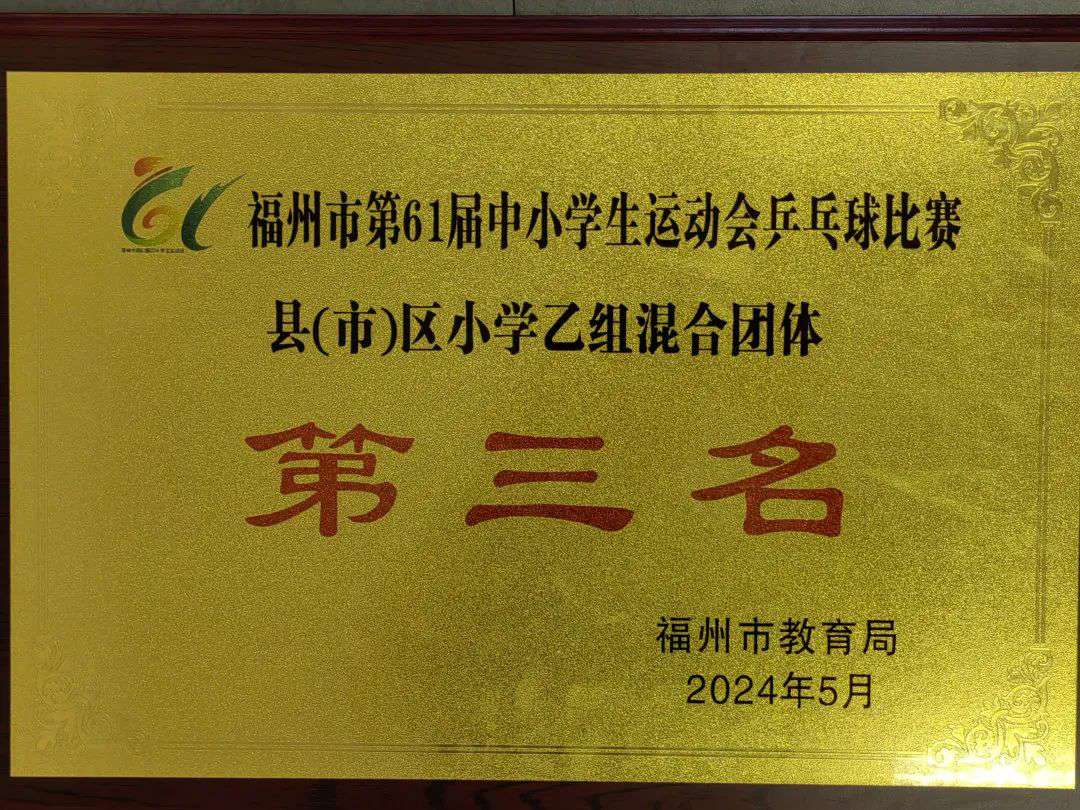 福州市第61届中小学生运动会乒乓球比赛
县(市)区小学乙组混合团体
第三名
福州市教育局
2024年5月